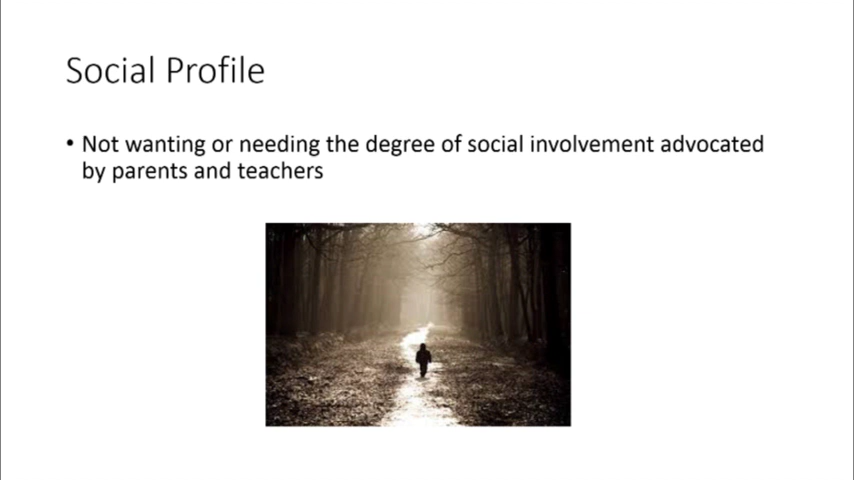 Social Profile
• Not wanting or needing the degree of social involvement advocated
by parents and teachers